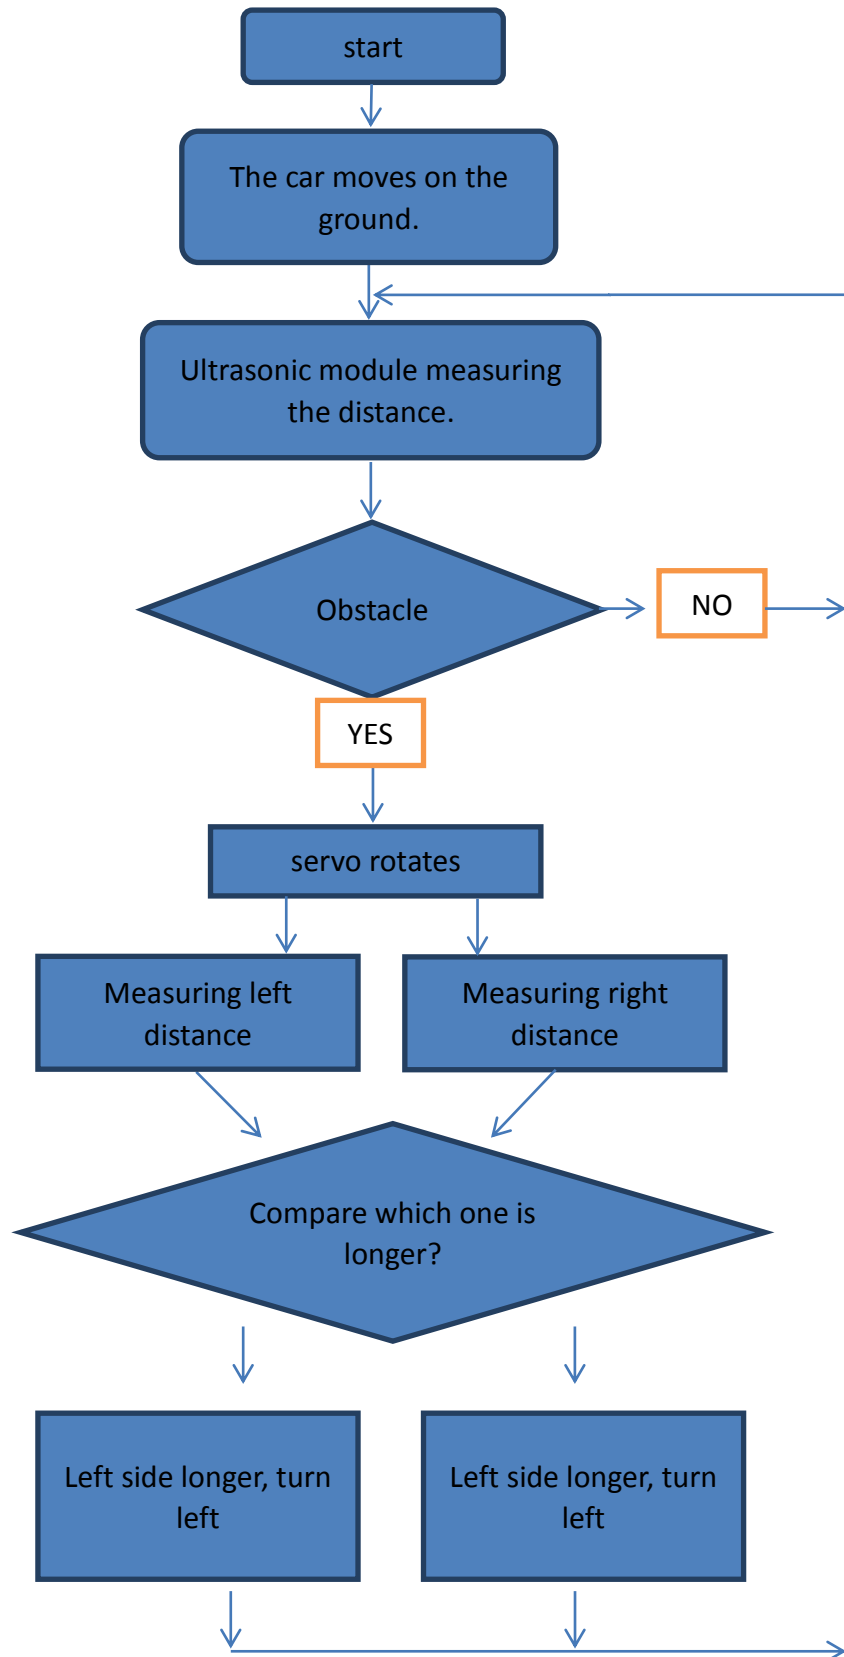 start
The car moves on the
ground.
Ultrasonic module measuring
the distance.
Obstacle
NO
YES
servo rotates
Measuring left
distance
Measuring right
distance
Compare which one is
longer?
Left side longer, turn
left
Left side longer, turn
left